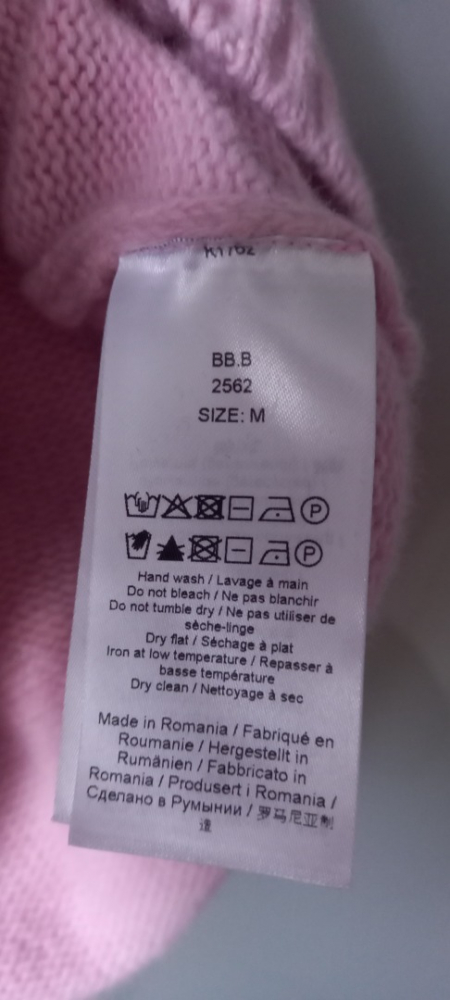 K1762
BB.B
2562
SIZE: M
P
P
Hand wash / Lavage à main
Do not bleach / Ne pas blanchir
Do not tumble dry / Ne pas utiliser de
sèche-linge
Dry flat / Séchage à plat
Iron at low temperature / Repasser à
basse température
Dry clean / Nettoyage à sec
Made in Romania / Fabriqué en
Roumanie / Hergestellt in
Rumänien / Fabbricato in
Romania / Produsert i Romania /
Сделано в Румынии / 罗马尼亚制
造